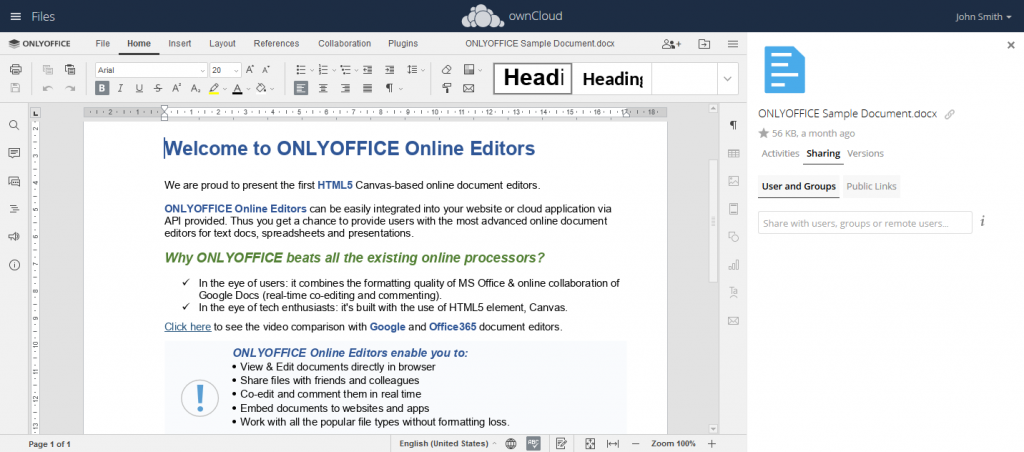 Files
ownCloud
John Smith
ONLYOFFICE
File Home Insert Layout References Collaboration Plugins
ONLYOFFICE Sample Document.docx
Arial 20
B I U S A² A₂
Headi
Heading
Welcome to ONLYOFFICE Online Editors
We are proud to present the first HTML5 Canvas-based online document editors.
ONLYOFFICE Online Editors can be easily integrated into your website or cloud application via
API provided. Thus you get a chance to provide users with the most advanced online document
editors for text docs, spreadsheets and presentations.
Why ONLYOFFICE beats all the existing online processors?
In the eye of users: it combines the formatting quality of MS Office & online collaboration of
Google Docs (real-time co-editing and commenting).
In the eye of tech enthusiasts: it's built with the use of HTML5 element, Canvas.
Click here to see the video comparison with Google and Office365 document editors.
ONLYOFFICE Online Editors enable you to:
• View & Edit documents directly in browser
• Share files with friends and colleagues
• Co-edit and comment them in real time
• Embed documents to websites and apps
• Work with all the popular file types without formatting loss.
Page 1 of 1
English (United States)
Zoom 100%
ONLYOFFICE Sample Document.docx
56 KB, a month ago
Activities Sharing Versions
User and Groups Public Links
Share with users, groups or remote users...